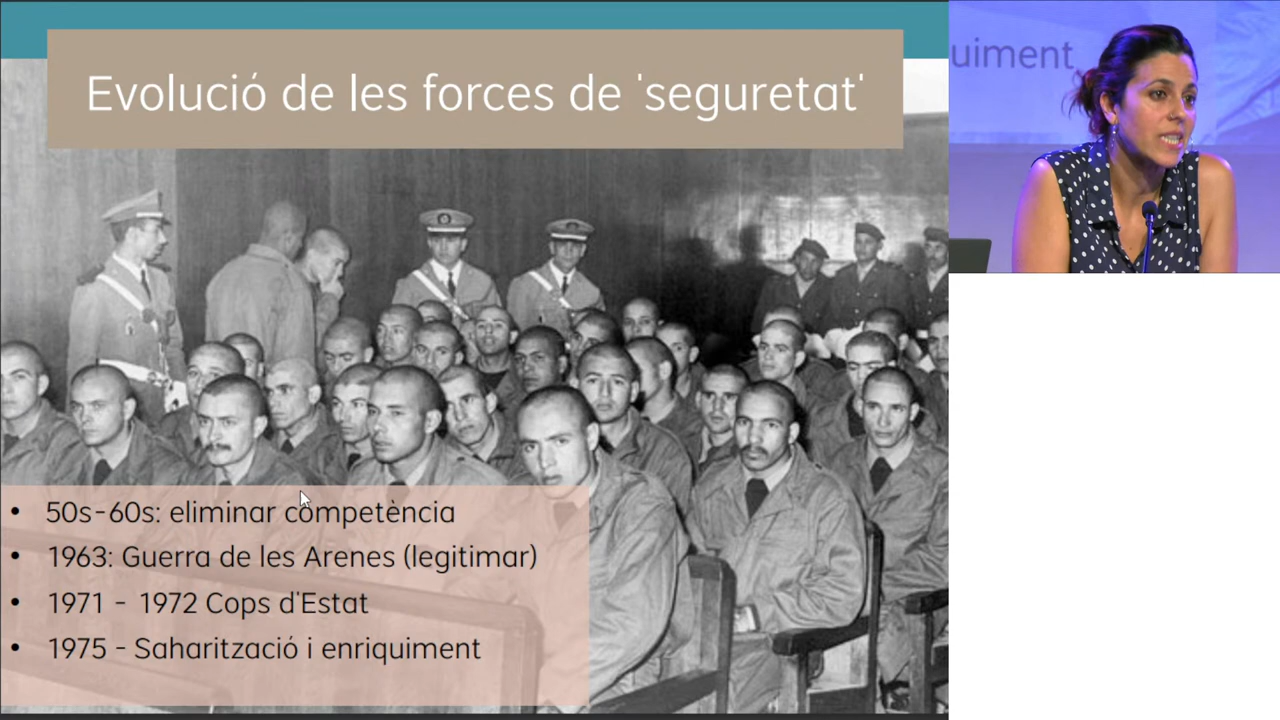 Evolució de les forces de 'seguretat'
• 50s-60s: eliminar competència
• 1963: Guerra de les Arenes (legitimar)
• 1971 - 1972 Cops d'Estat
• 1975 - Saharització i enriquiment
uiment